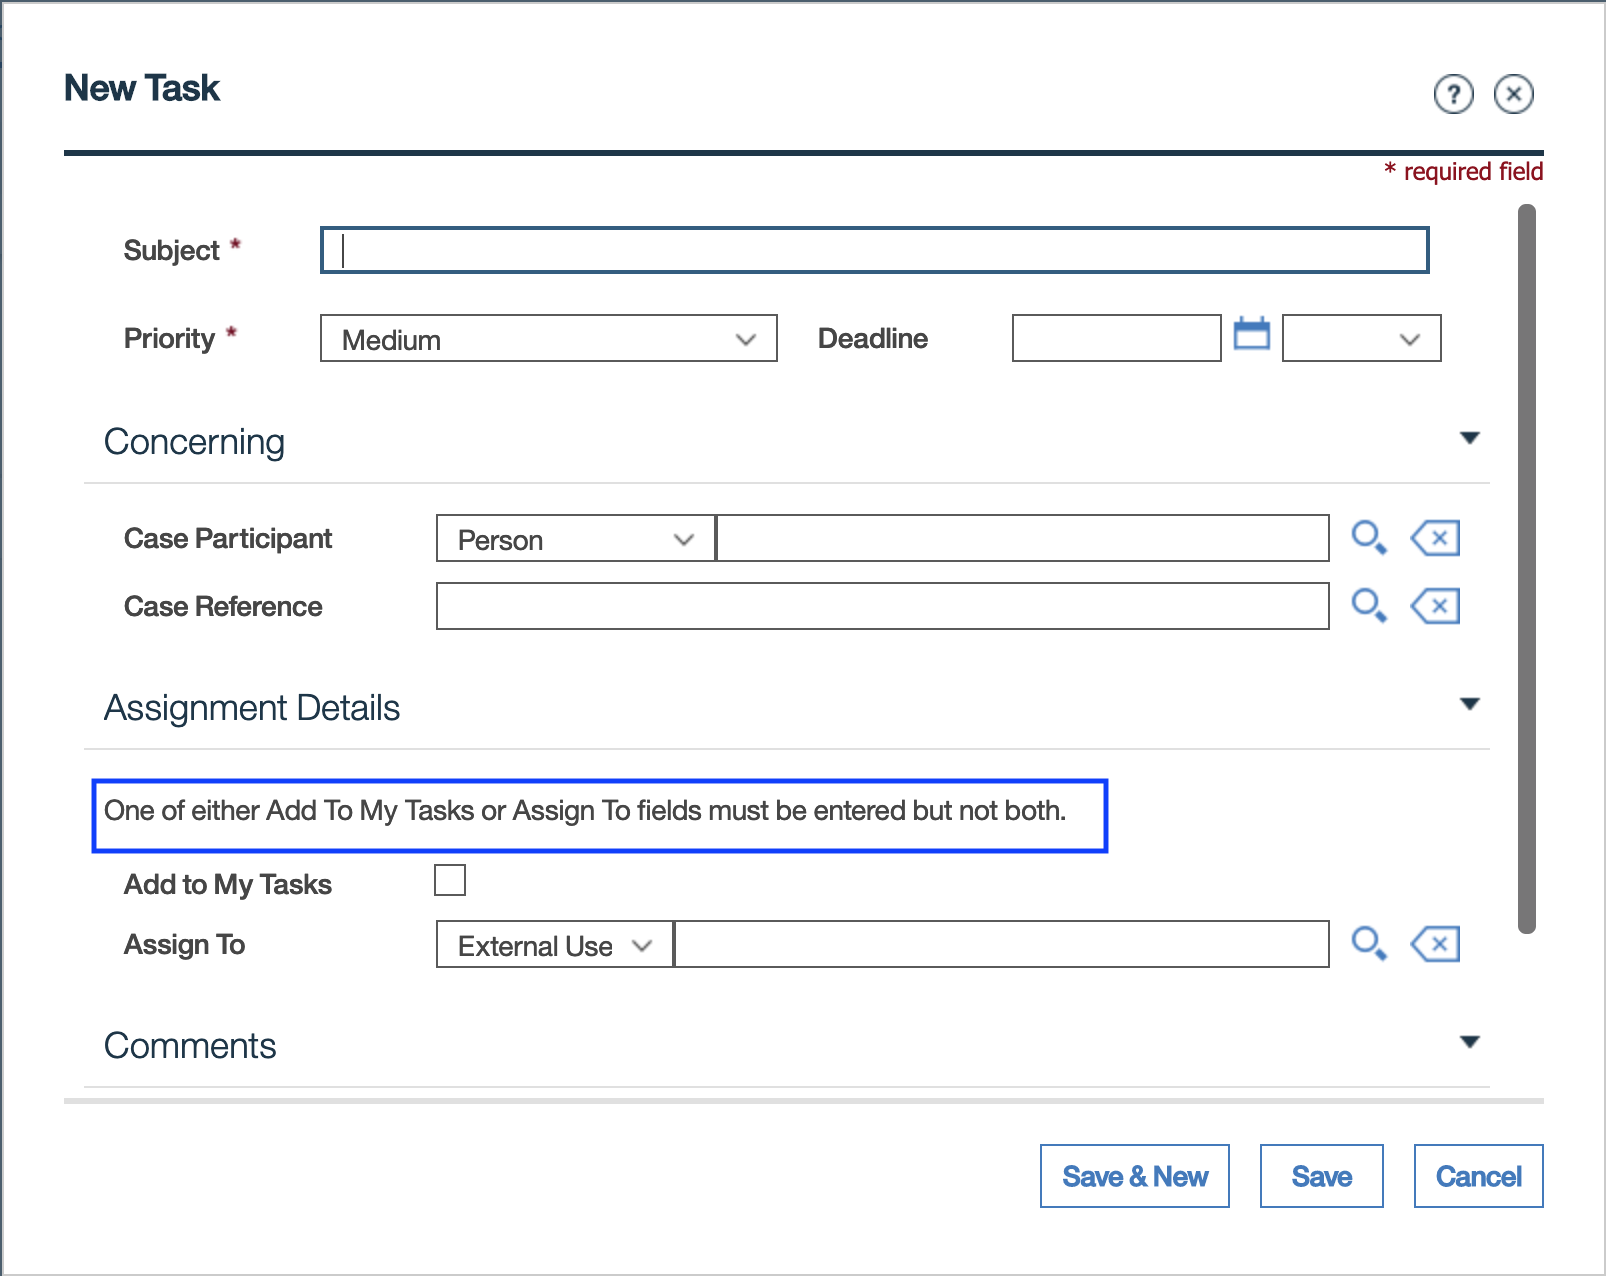 New Task
?
* required field
Subject *
Priority * Medium Deadline
Concerning
Case Participant Person
Case Reference
Assignment Details
One of either Add To My Tasks or Assign To fields must be entered but not both.
Add to My Tasks
Assign To External Use
Comments
Save & New Save Cancel